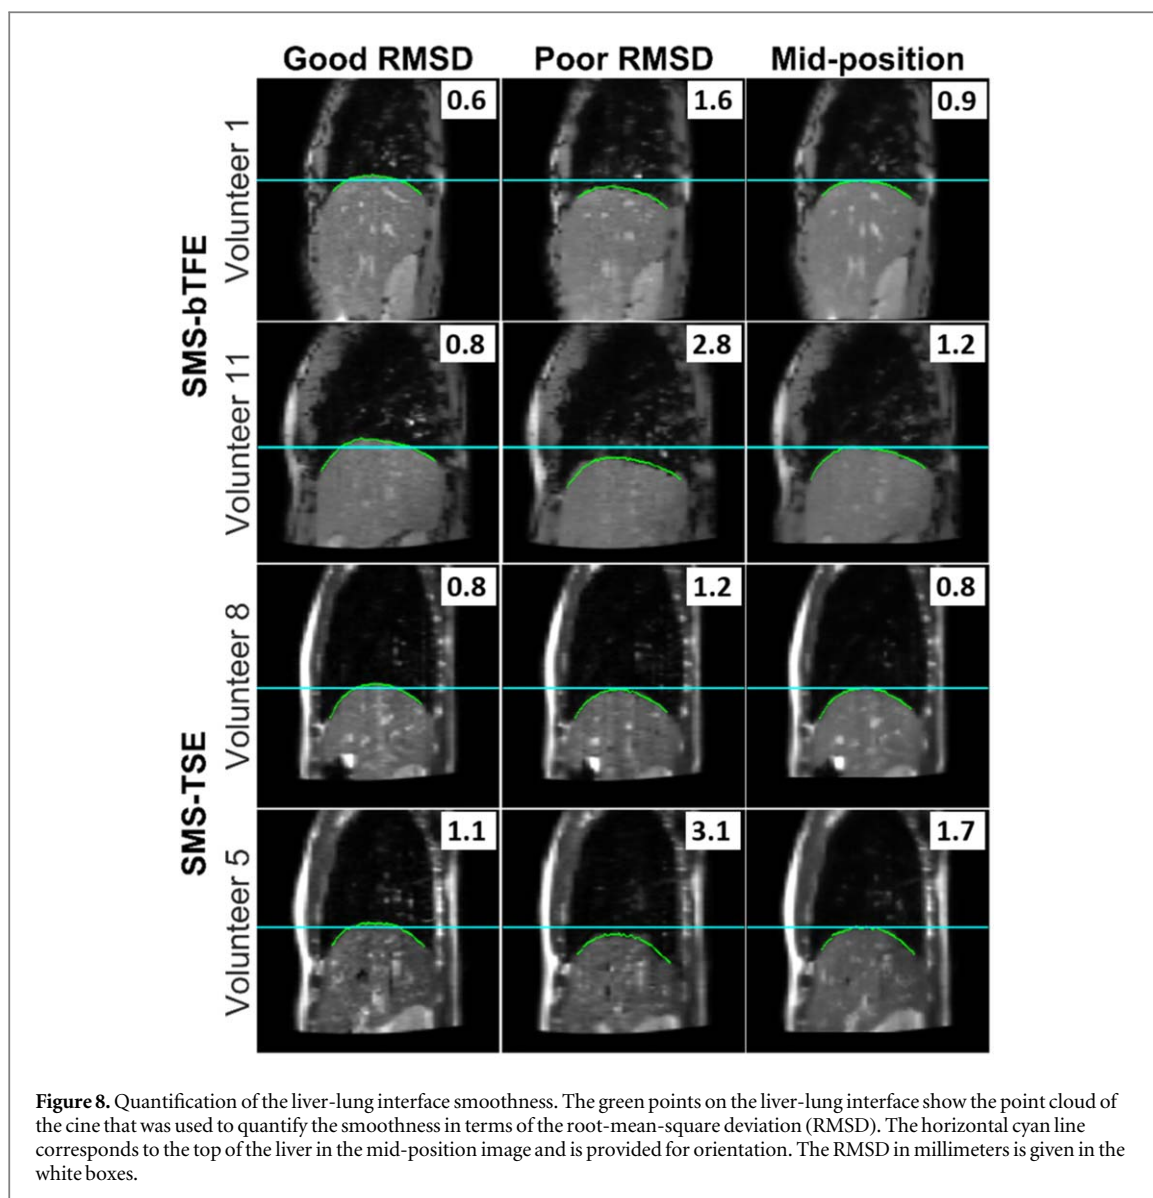 Good RMSD Poor RMSD Mid-position
SMS-bTFE
Volunteer 1
0.6 1.6 0.9
Volunteer 11
0.8 2.8 1.2
SMS-TSE
Volunteer 8
0.8 1.2 0.8
Volunteer 5
1.1 3.1 1.7
Figure 8. Quantification of the liver-lung interface smoothness. The green points on the liver-lung interface show the point cloud of
the cine that was used to quantify the smoothness in terms of the root-mean-square deviation (RMSD). The horizontal cyan line
corresponds to the top of the liver in the mid-position image and is provided for orientation. The RMSD in millimeters is given in the
white boxes.